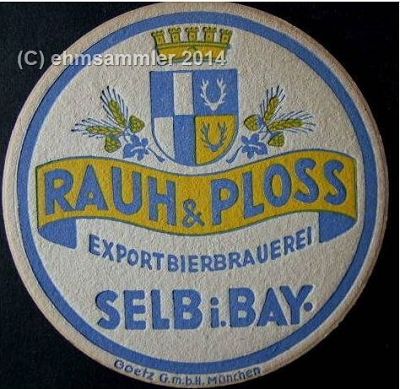 (C) ehmsammler 2014
RAUH & PLOSS
EXPORTBIERBRAUEREI
SELB i. BAY.
Goetz G.m.b.H. München